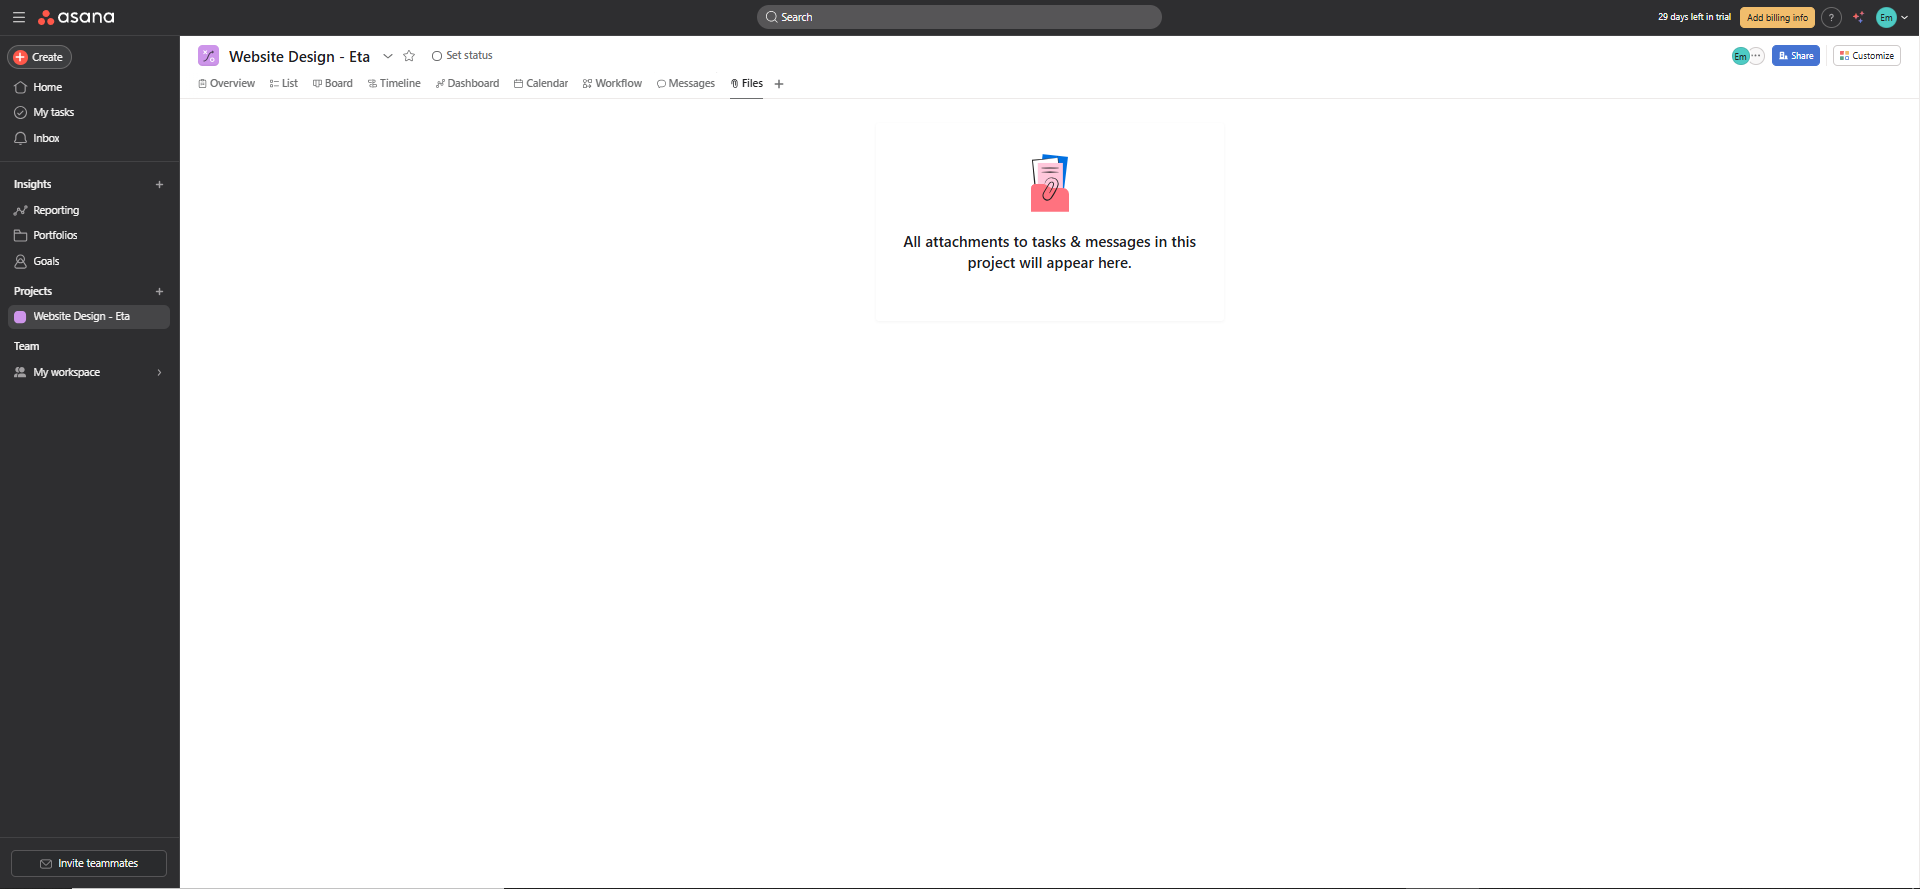 asana
Search
29 days left in trial
Add billing info
?
Em
Create
Home
My tasks
Inbox
Insights
Reporting
Portfolios
Goals
Projects
Website Design - Eta
Team
My workspace
Invite teammates
Website Design - Eta
Set status
Em
Share
Customize
Overview
List
Board
Timeline
Dashboard
Calendar
Workflow
Messages
Files
All attachments to tasks & messages in this
project will appear here.